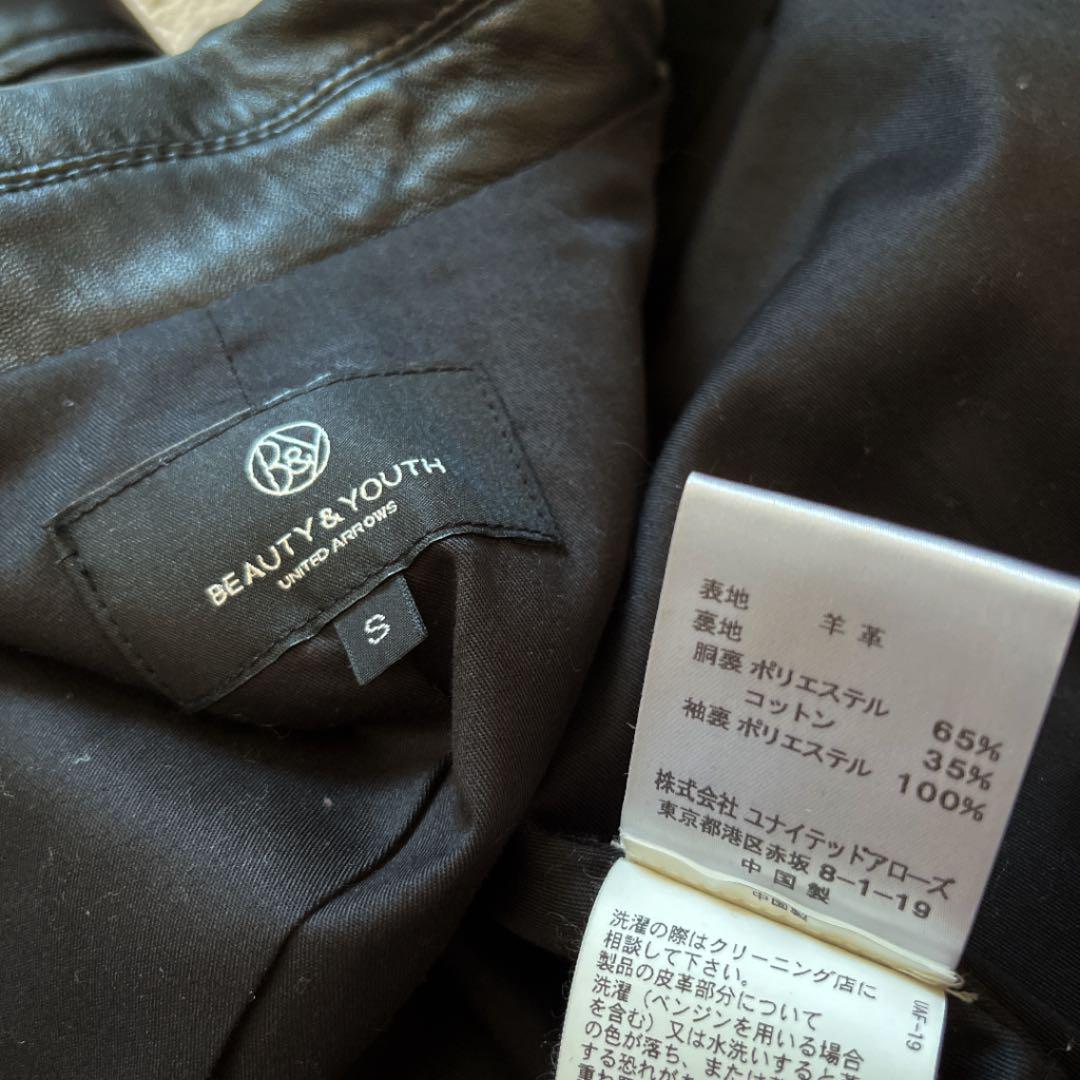 B&Y
BEAUTY & YOUTH
UNITED ARROWS
S
表地 羊革
裏地
胴裏 ポリエステル 65%
コットン 35%
袖裏 ポリエステル 100%
株式会社 ユナイテッドアローズ
東京都港区赤坂 8-1-19
中国製
中国製
洗濯の際はクリーニング店に
相談して下さい。
製品の皮革部分について
洗濯（ベンジンを用いる場合
を含む）又は水洗いすると革
の色が落ち、または
する恐れが
重ね